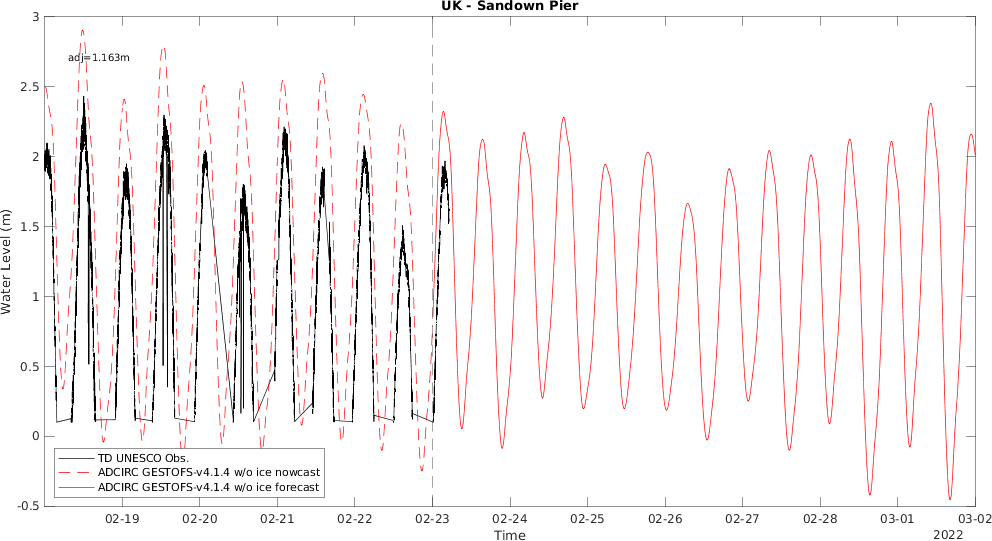 UK - Sandown Pier
3
2.5
2
1.5
1
0.5
0
-0.5
Water Level (m)
adj=1.163m
TD UNESCO Obs.
ADCIRC GESTOFS-v4.1.4 w/o ice nowcast
ADCIRC GESTOFS-v4.1.4 w/o ice forecast
02-19 02-20 02-21 02-22 02-23 02-24 02-25 02-26 02-27 02-28 03-01 03-02
Time
2022